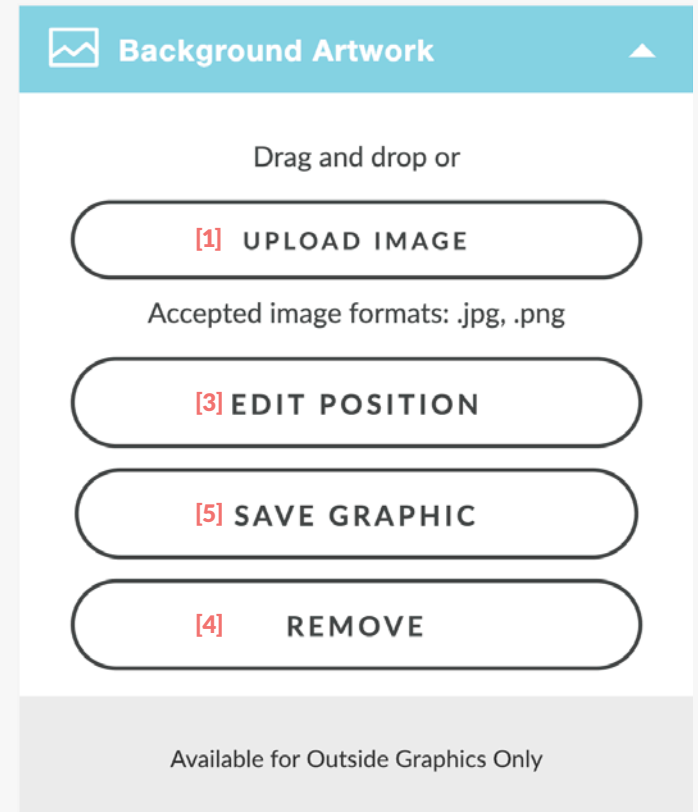 Background Artwork
Drag and drop or
[1] UPLOAD IMAGE
Accepted image formats: .jpg, .png
[3] EDIT POSITION
[5] SAVE GRAPHIC
[4] REMOVE
Available for Outside Graphics Only